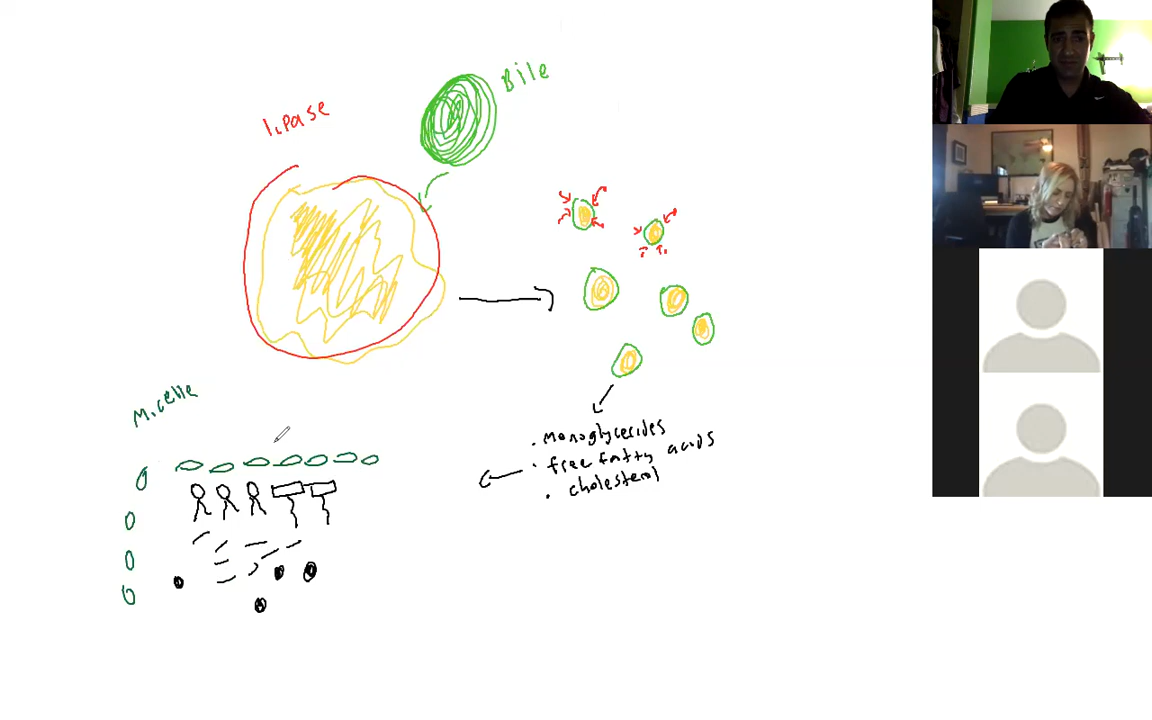 Bile
lipase
Micelle
• monoglycerides
• free fatty acids
• cholesterol